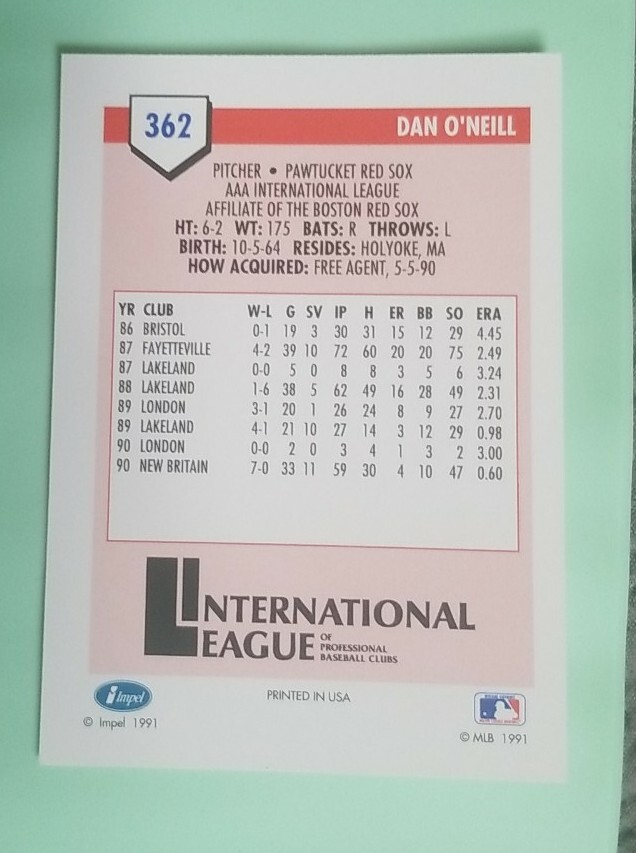 362
DAN O'NEILL
PITCHER • PAWTUCKET RED SOX
AAA INTERNATIONAL LEAGUE
AFFILIATE OF THE BOSTON RED SOX
HT: 6-2 WT: 175 BATS: R THROWS: L
BIRTH: 10-5-64 RESIDES: HOLYOKE, MA
HOW ACQUIRED: FREE AGENT, 5-5-90
YR CLUB W-L G SV IP H ER BB SO ERA
86 BRISTOL 0-1 19 3 30 31 15 12 29 4.45
87 FAYETTEVILLE 4-2 39 10 72 60 20 20 75 2.49
87 LAKELAND 0-0 5 0 8 8 3 5 6 3.24
88 LAKELAND 1-6 38 5 62 49 16 28 49 2.31
89 LONDON 3-1 20 1 26 24 8 9 27 2.70
89 LAKELAND 4-1 21 10 27 14 3 12 29 0.98
90 LONDON 0-0 2 0 3 4 1 3 2 3.00
90 NEW BRITAIN 7-0 33 11 59 30 4 10 47 0.60
INTERNATIONAL
LEAGUE
OF
PROFESSIONAL
BASEBALL CLUBS
Impel
© Impel 1991
PRINTED IN USA
© MLB 1991